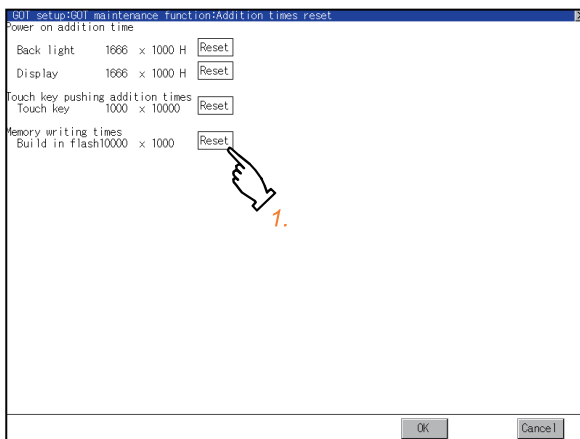 GOT setup:GOT maintenance function:Addition times reset
Power on addition time
Back light 1666 × 1000 H Reset
Display 1666 × 1000 H Reset
Touch key pushing addition times
Touch key 1000 × 10000 Reset
Memory writing times
Build in flash10000 × 1000 Reset
1.
OK Cancel